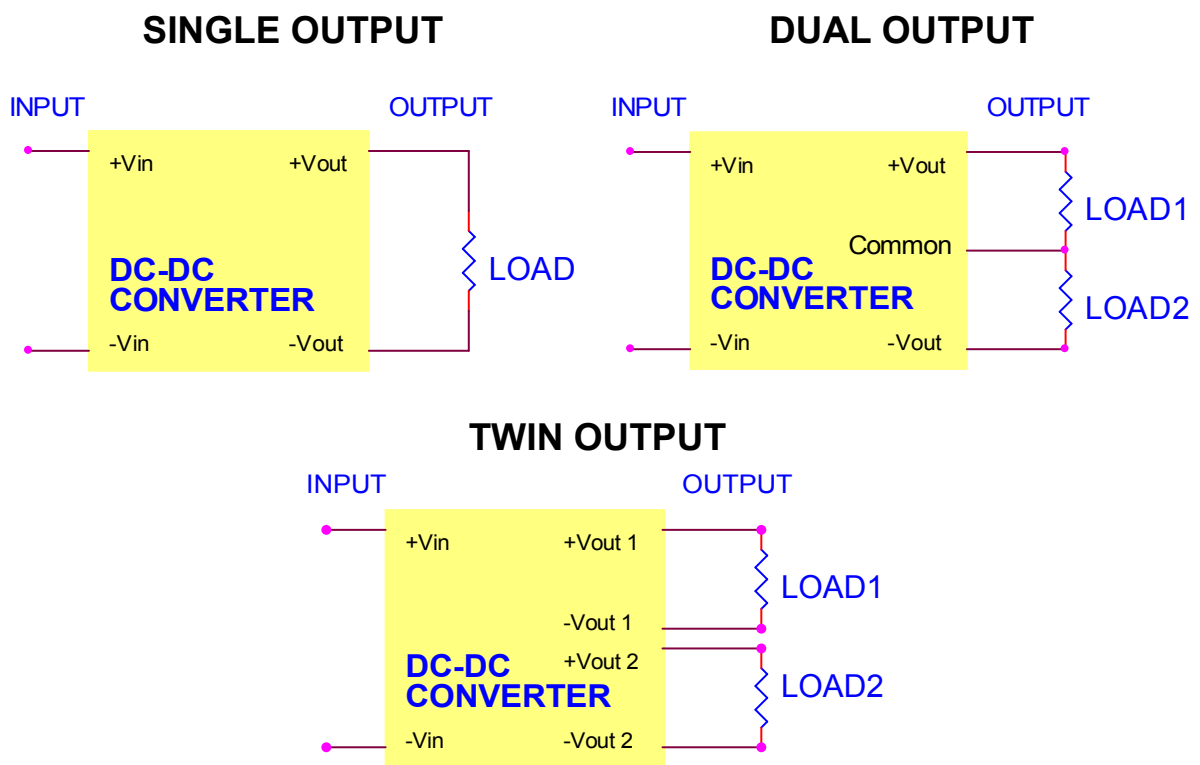 SINGLE OUTPUT
INPUT
OUTPUT
+Vin
+Vout
DC-DC
CONVERTER
LOAD
-Vin
-Vout
DUAL OUTPUT
INPUT
OUTPUT
+Vin
+Vout
LOAD1
Common
DC-DC
CONVERTER
LOAD2
-Vin
-Vout
TWIN OUTPUT
INPUT
OUTPUT
+Vin
+Vout 1
LOAD1
-Vout 1
DC-DC
CONVERTER
+Vout 2
LOAD2
-Vin
-Vout 2